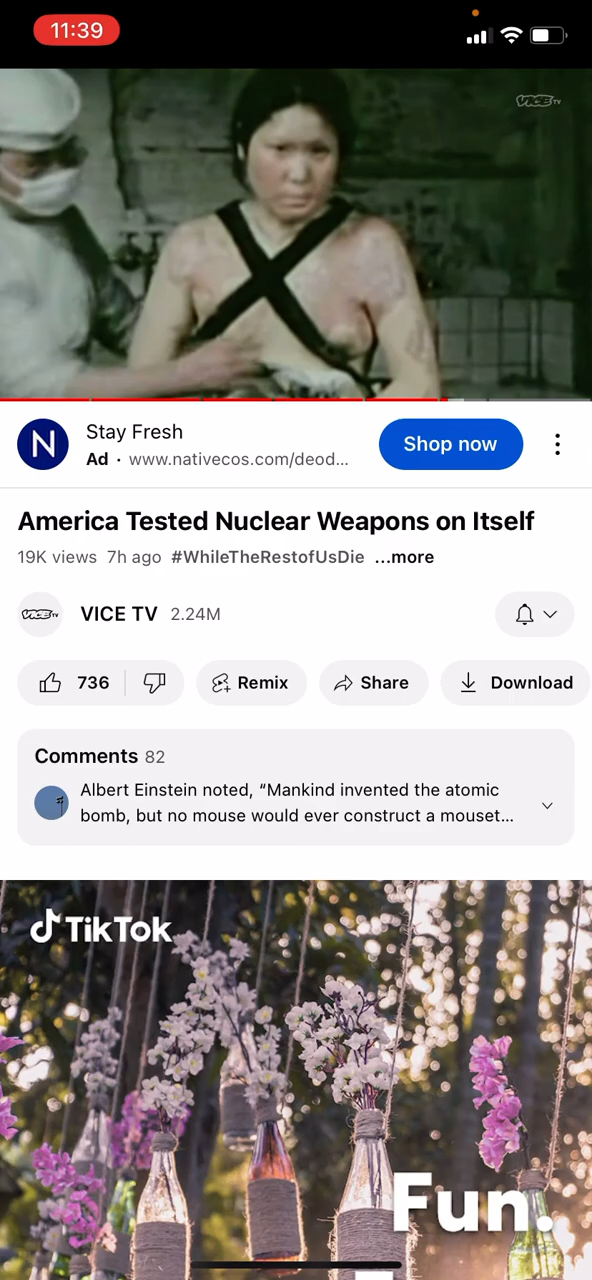 11:39
VICE TV
N
Stay Fresh
Ad · www.nativecos.com/deod...
Shop now
America Tested Nuclear Weapons on Itself
19K views 7h ago #WhileTheRestofUsDie ...more
VICE TV
VICE TV 2.24M
736
Remix
Share
Download
Comments 82
Albert Einstein noted, “Mankind invented the atomic
bomb, but no mouse would ever construct a mouset...
TikTok
Fun.